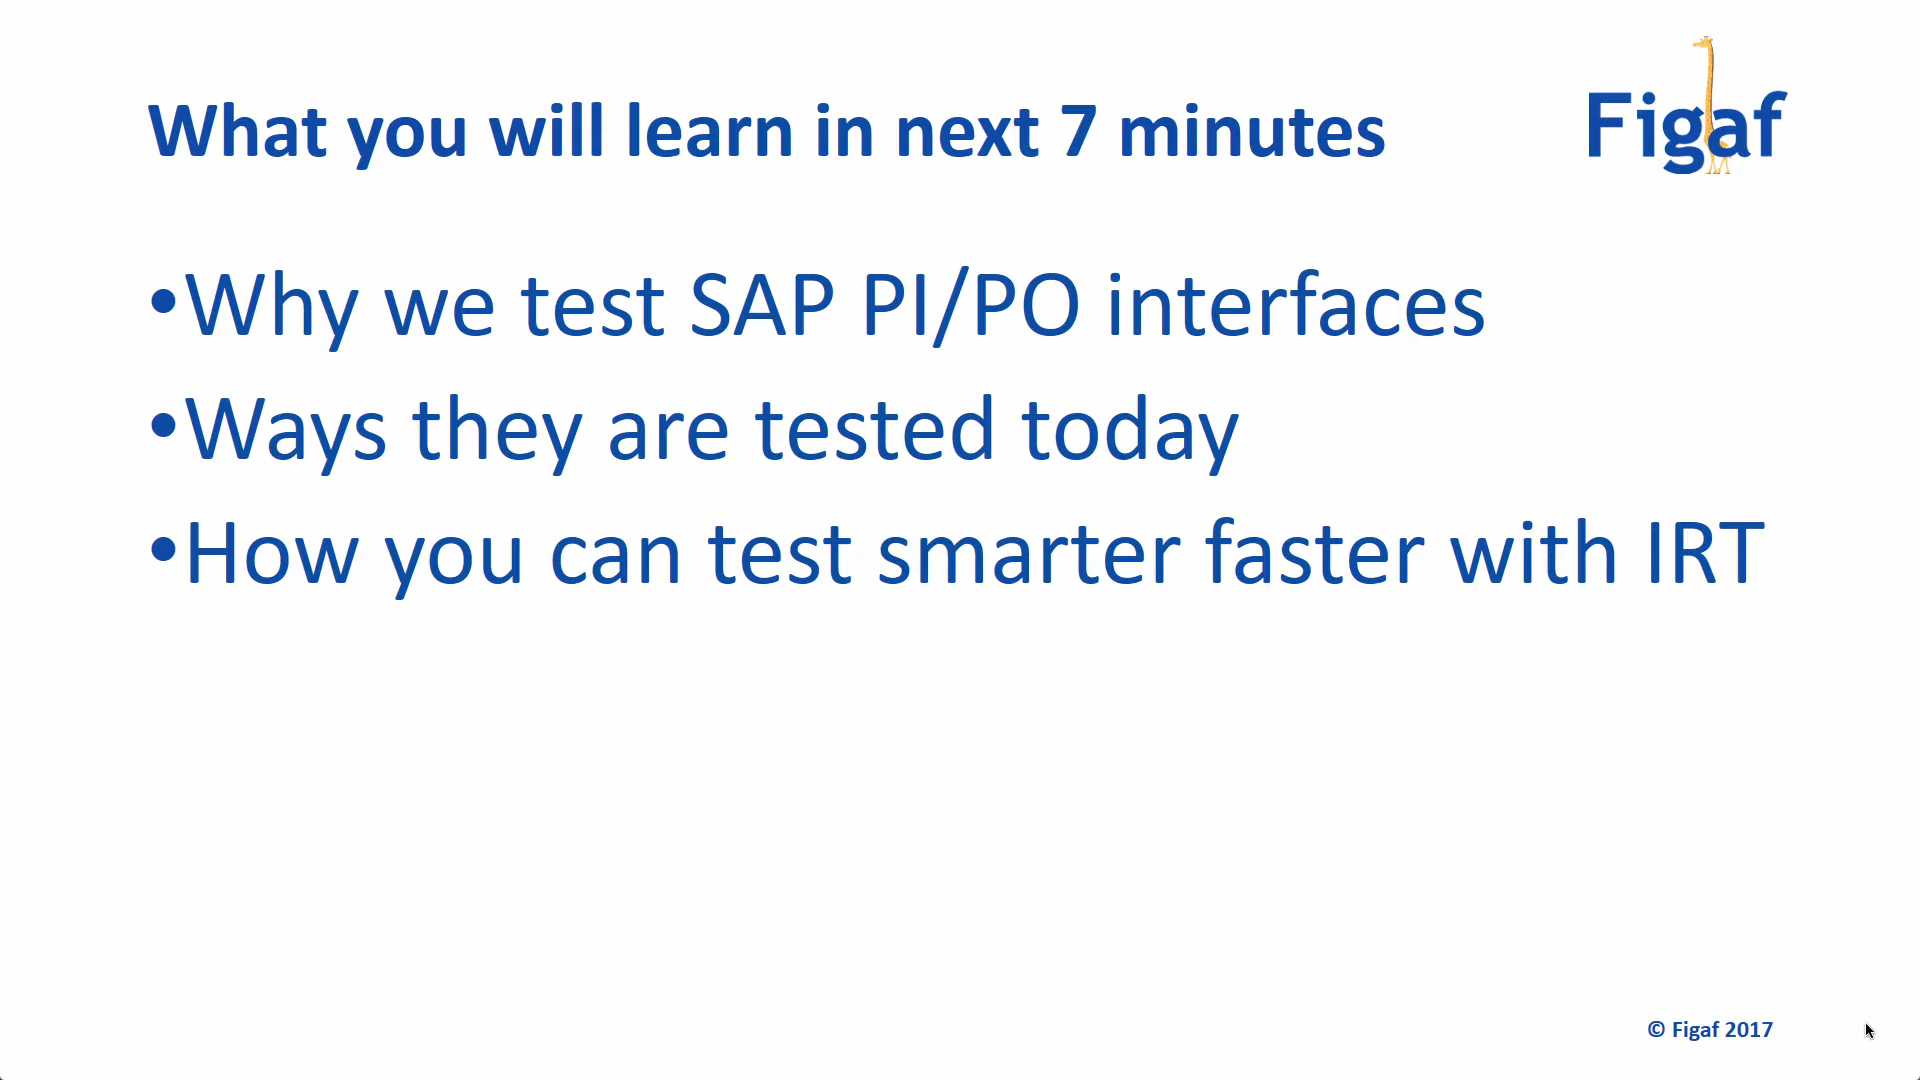 What you will learn in next 7 minutes
Figaf
•Why we test SAP PI/PO interfaces
•Ways they are tested today
•How you can test smarter faster with IRT
© Figaf 2017